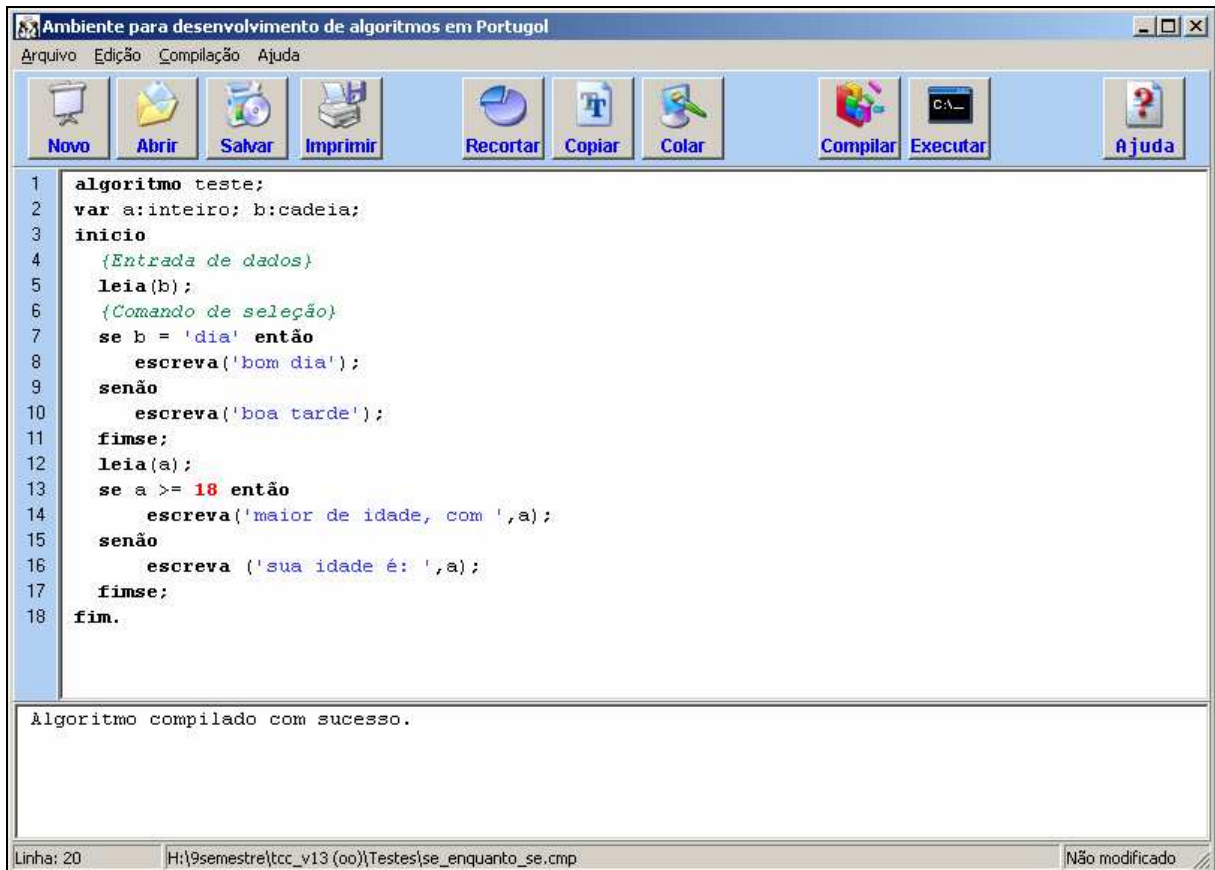 Ambiente para desenvolvimento de algoritmos em Portugol
Arquivo Edição Compilação Ajuda
Novo Abrir Salvar Imprimir Recortar Copiar Colar Compilar Executar Ajuda
1 algoritmo teste;
2 var a:inteiro; b:cadeia;
3 inicio
4 {Entrada de dados}
5 leia(b);
6 {Comando de seleção}
7 se b = 'dia' então
8 escreva('bom dia');
9 senão
10 escreva('boa tarde');
11 fimse;
12 leia(a);
13 se a >= 18 então
14 escreva('maior de idade, com ',a);
15 senão
16 escreva ('sua idade é: ',a);
17 fimse;
18 fim.
Algoritmo compilado com sucesso.
Linha: 20 H:\9semestre\tcc_v13 (oo)\Testes\se_enquanto_se.cmp Não modificado